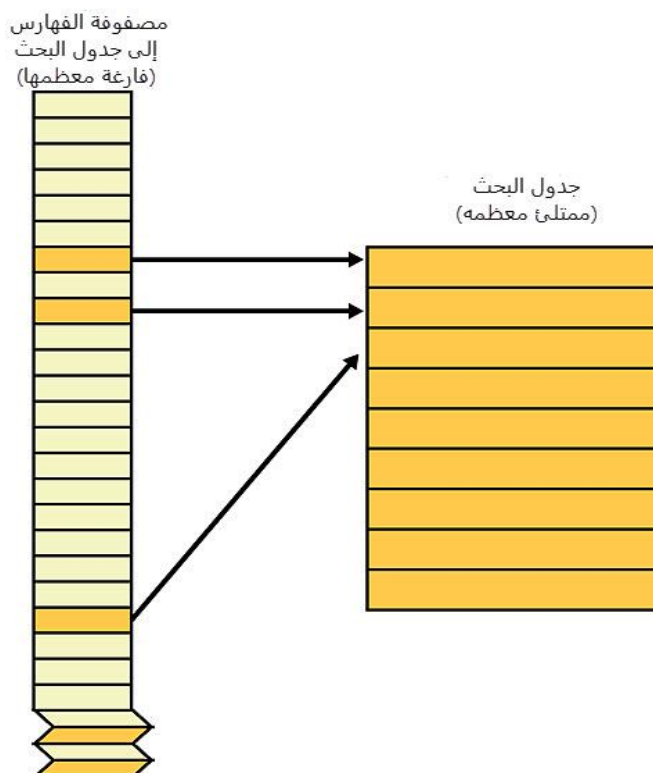 مصفوفة الفهارس
إلى جدول البحث
(فارغة معظمها)
جدول البحث
(ممتلئ معظمه)